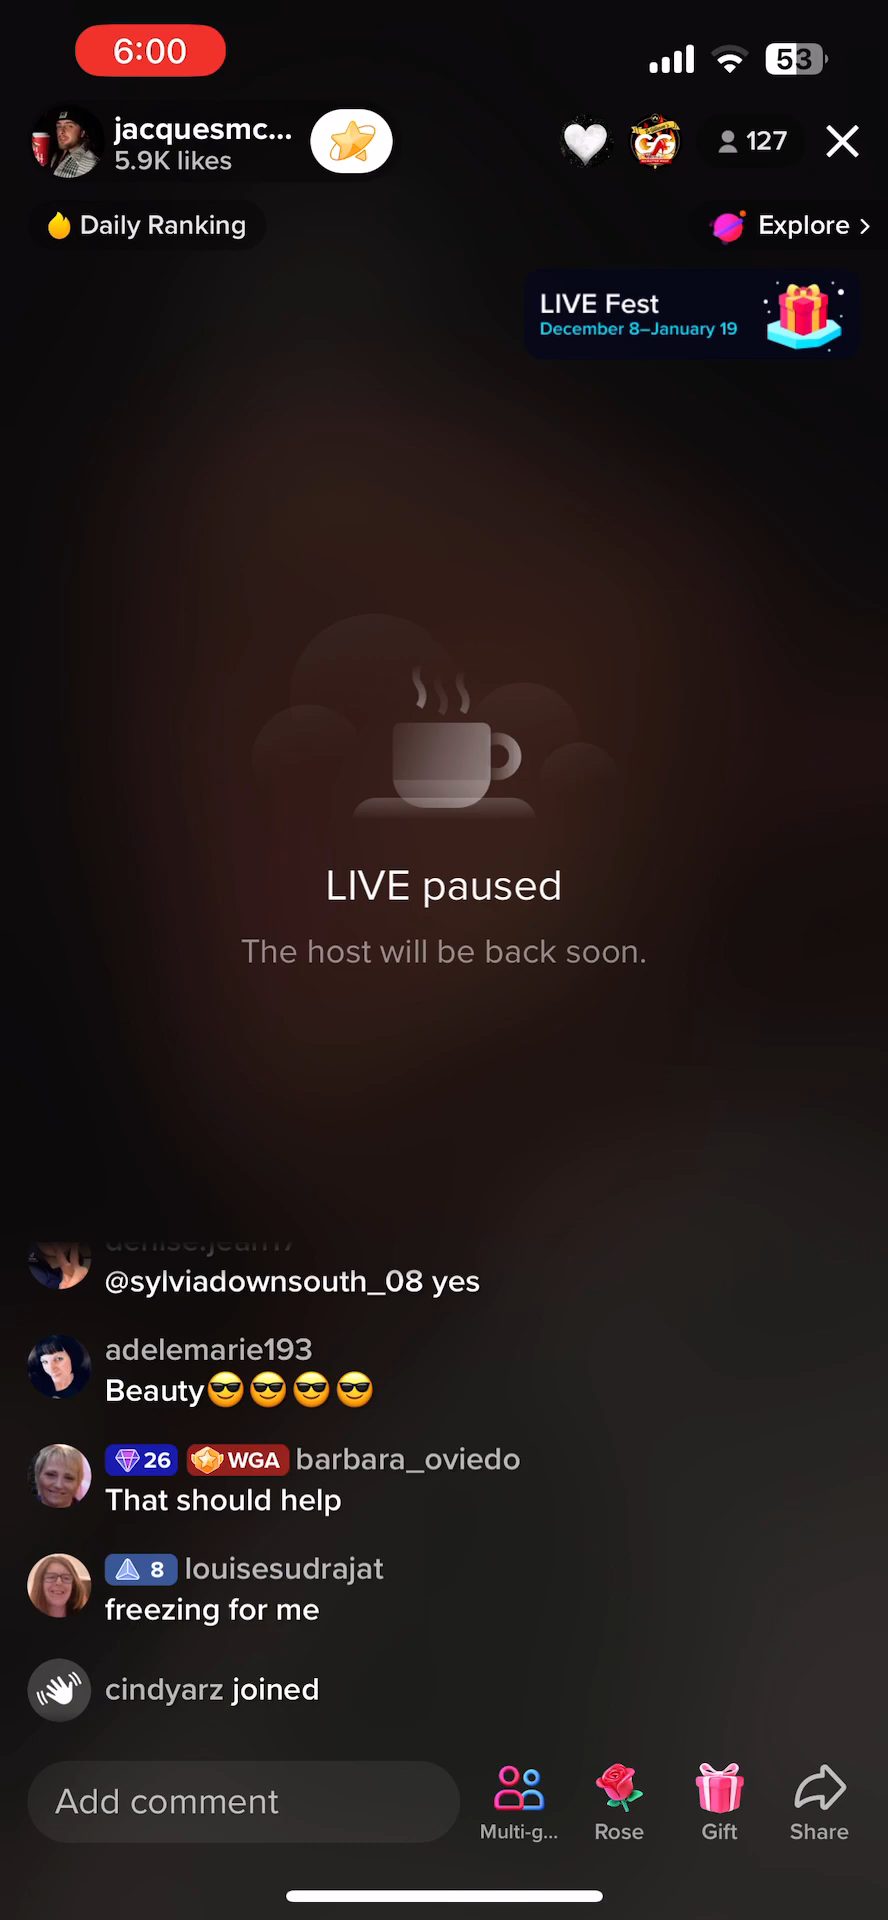 6:00
53
jacquesmc...
5.9K likes
127
Daily Ranking
Explore >
LIVE Fest
December 8–January 19
LIVE paused
The host will be back soon.
@sylviadownsouth_08 yes
adelemarie193
Beauty😎😎😎😎
26 WGA barbara_oviedo
That should help
8 louisesudrajat
freezing for me
cindyarz joined
Add comment
Multi-g...
Rose
Gift
Share